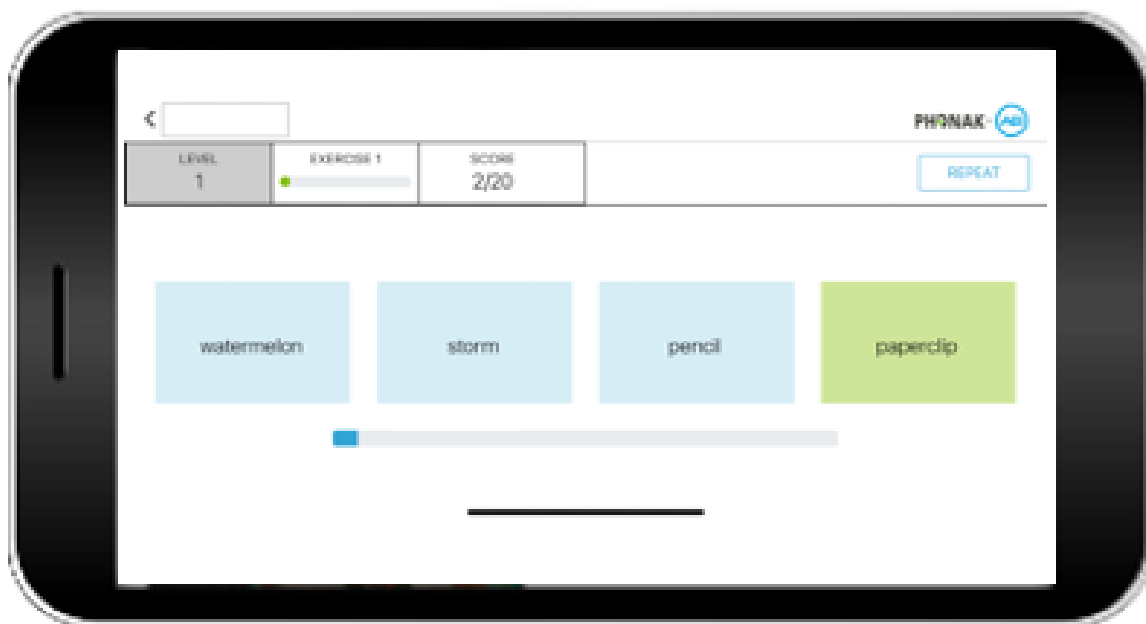 <
PHONAK AB
LEVEL
1
EXERCISE 1
SCORE
2/20
REPEAT
watermelon
storm
pencil
paperclip